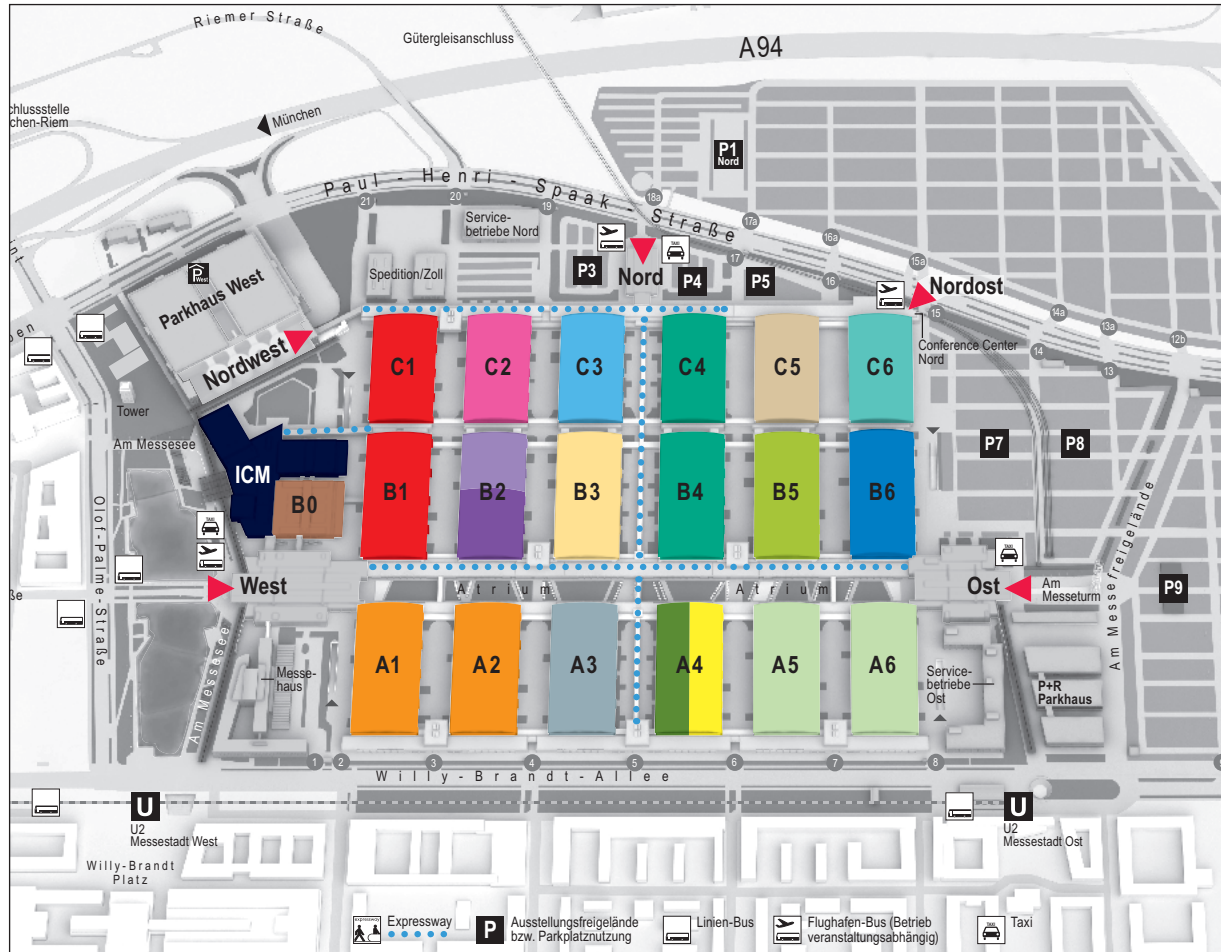 Riemer Straße
Gütergleisanschluss
A94
chlussstelle
chen-Riem
München
P1
Nord
Paul-Henri-Spaak-Straße
21
20
19
18a
17a
16a
15a
14a
13a
12b
17
16
15
14
13
Service-
betriebe Nord
Spedition/Zoll
P3
Nord
TAXI
P4
P5
Nordost
Conference Center
Nord
P
West
Parkhaus West
Nordwest
Tower
Am Messesee
C1
C2
C3
C4
C5
C6
ICM
B0
B1
B2
B3
B4
B5
B6
P7
P8
P9
TAXI
West
Atrium
Atrium
Ost
TAXI
Am
Messeturm
Am Messefreigelände
Olof-Palme-Straße
Am Messesee
Messe-
haus
A1
A2
A3
A4
A5
A6
Service-
betriebe
Ost
P+R
Parkhaus
1
2
3
4
5
6
7
8
Willy-Brandt-Allee
U
U2
Messestadt West
U
U2
Messestadt Ost
Willy-Brandt
Platz
expressway
Expressway
P
Ausstellungsfreigelände
bzw. Parkplatznutzung
Linien-Bus
Flughafen-Bus (Betrieb
veranstaltungsabhängig)
TAXI
Taxi